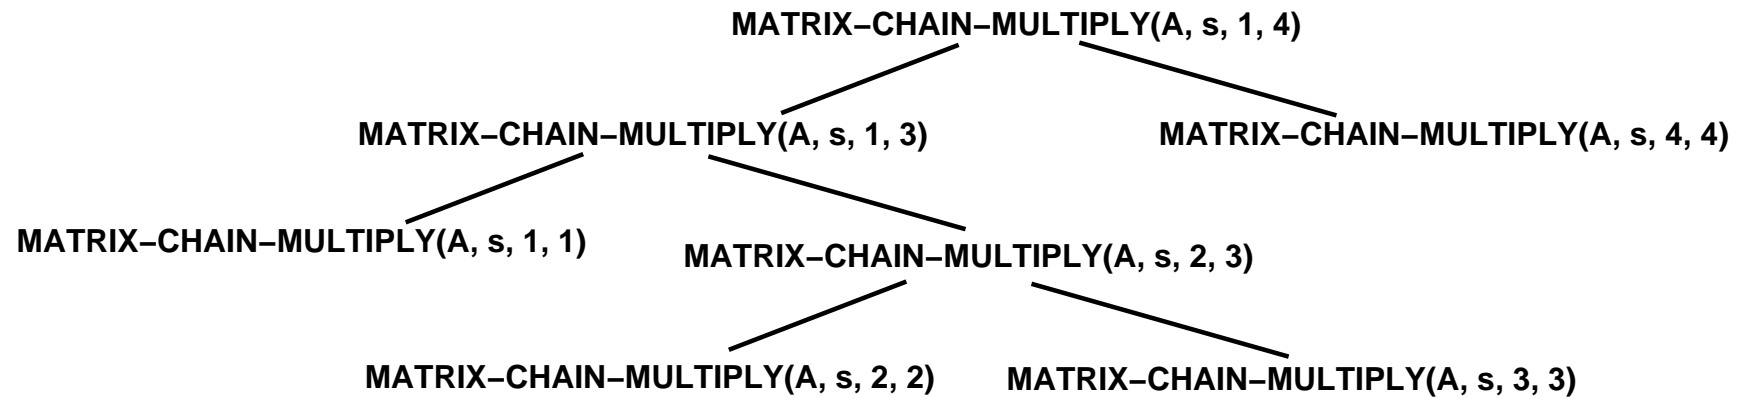 MATRIX–CHAIN–MULTIPLY(A, s, 1, 4)
MATRIX–CHAIN–MULTIPLY(A, s, 1, 3)
MATRIX–CHAIN–MULTIPLY(A, s, 4, 4)
MATRIX–CHAIN–MULTIPLY(A, s, 1, 1)
MATRIX–CHAIN–MULTIPLY(A, s, 2, 3)
MATRIX–CHAIN–MULTIPLY(A, s, 2, 2)
MATRIX–CHAIN–MULTIPLY(A, s, 3, 3)